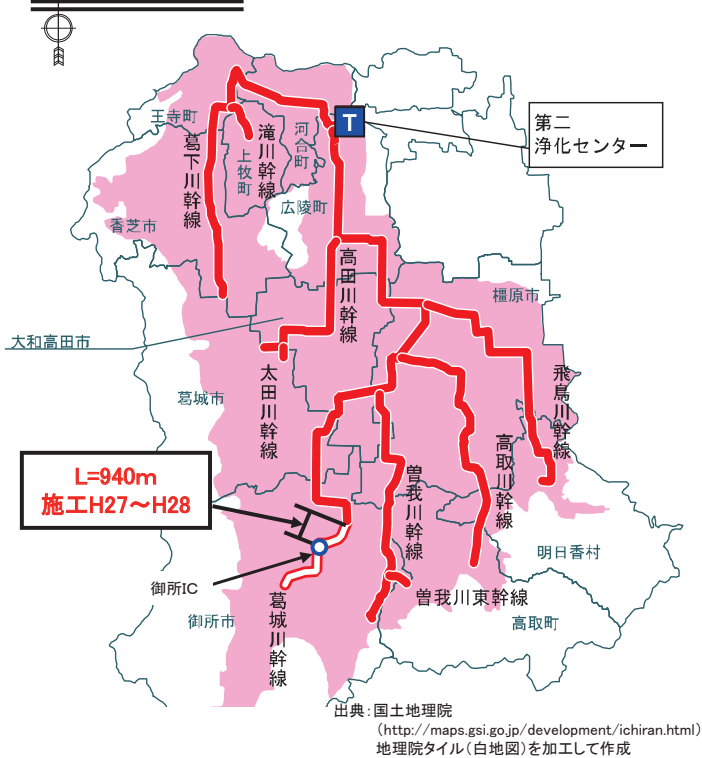 T
第二
浄化センター
王寺町
滝川幹線
河合町
上牧町
葛下川幹線
広陵町
香芝市
高田川幹線
橿原市
大和高田市
太田川幹線
飛鳥川幹線
葛城市
高取川幹線
L=940m
施工H27～H28
曽我川幹線
明日香村
御所IC
曽我川東幹線
御所市
葛城川幹線
高取町
出典：国土地理院
（http://maps.gsi.go.jp/development/ichiran.html）
地理院タイル（白地図）を加工して作成